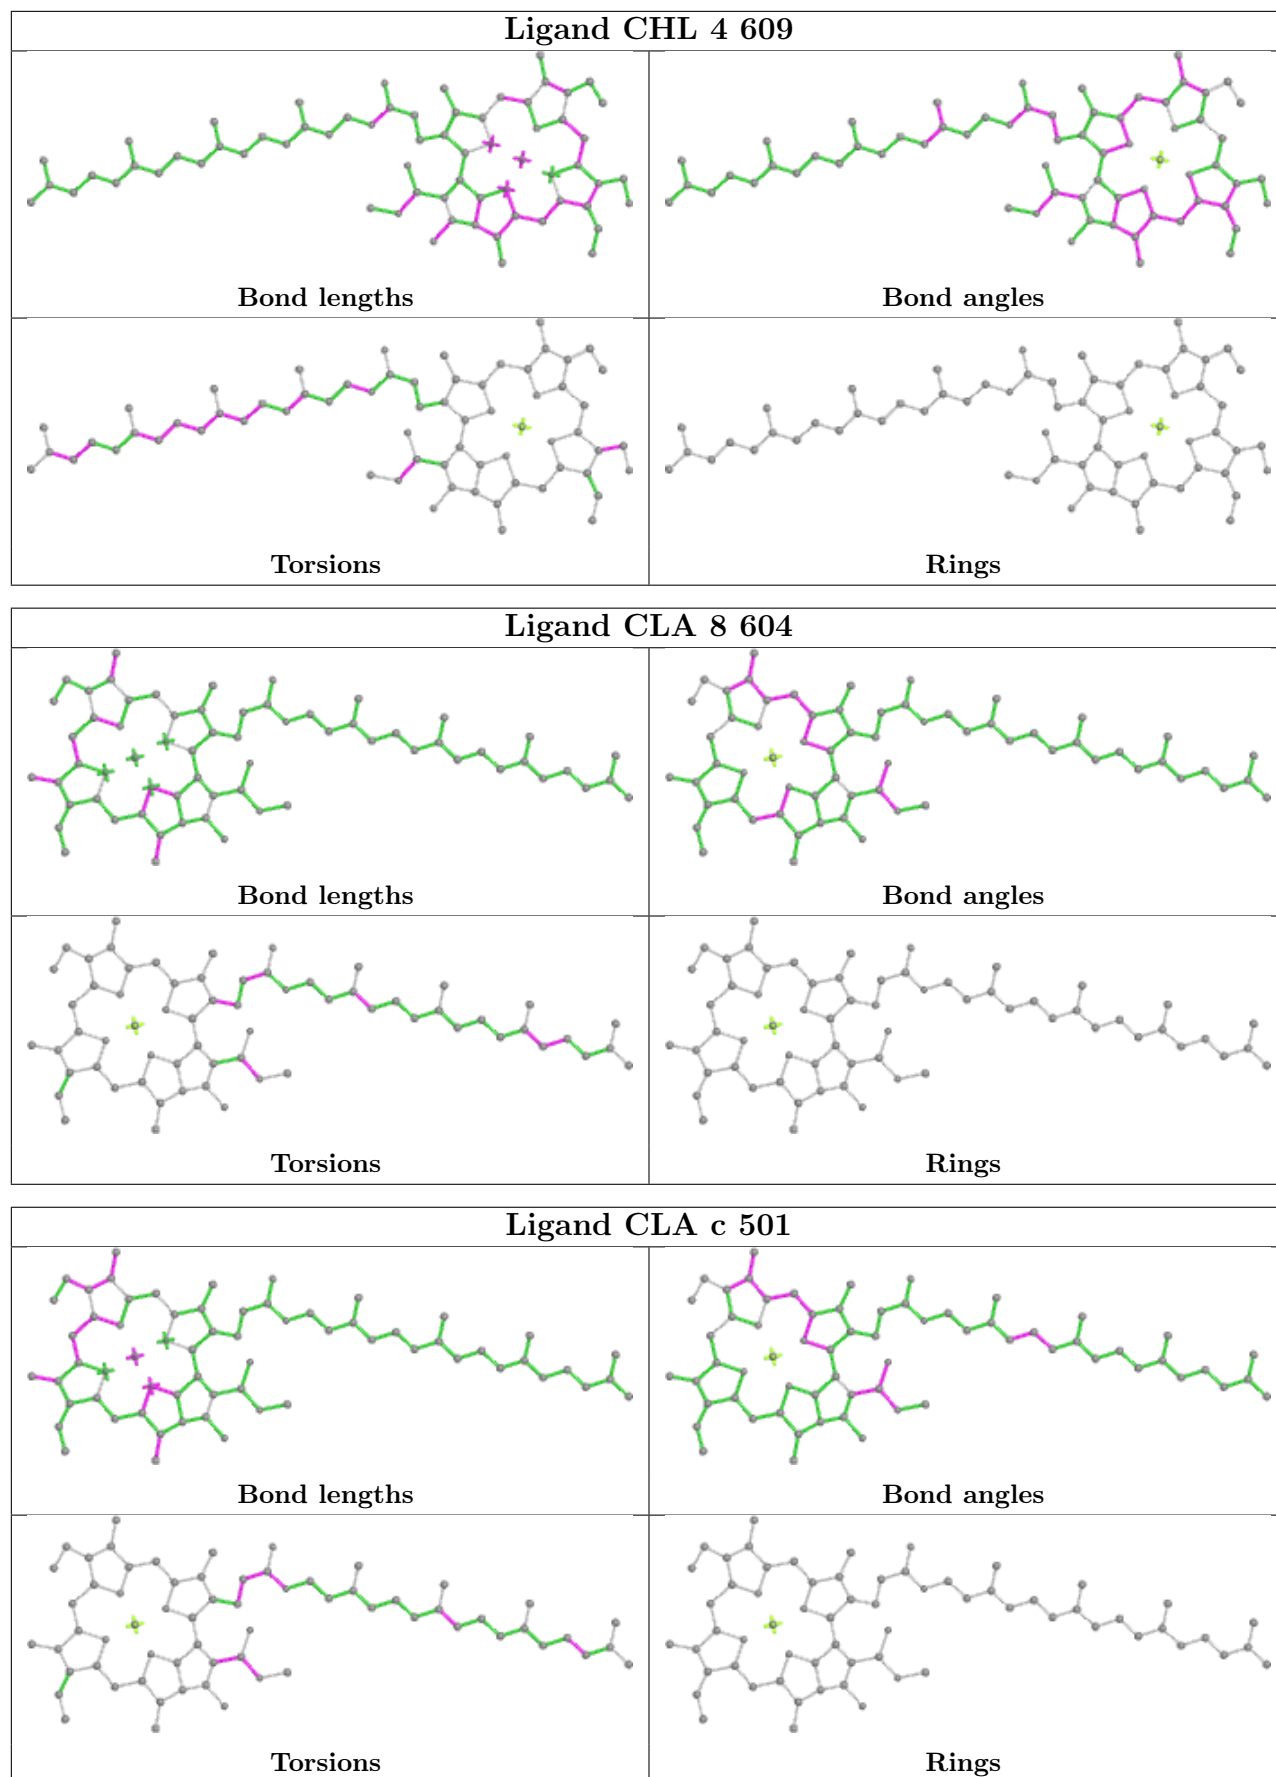 Ligand CHL 4 609
Bond lengths
Bond angles
Torsions
Rings
Ligand CLA 8 604
Bond lengths
Bond angles
Torsions
Rings
Ligand CLA c 501
Bond lengths
Bond angles
Torsions
Rings